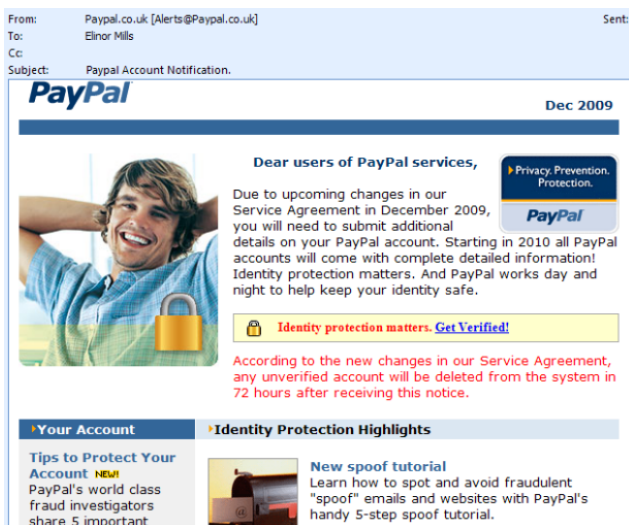 From: Paypal.co.uk [Alerts@Paypal.co.uk] Sent:
To: Elinor Mills
Cc:
Subject: Paypal Account Notification.
PayPal
Dec 2009
Dear users of PayPal services,
Privacy. Prevention.
Protection.
PayPal
Due to upcoming changes in our
Service Agreement in December 2009,
you will need to submit additional
details on your PayPal account. Starting in 2010 all PayPal
accounts will come with complete detailed information!
Identity protection matters. And PayPal works day and
night to help keep your identity safe.
Identity protection matters. Get Verified!
According to the new changes in our Service Agreement,
any unverified account will be deleted from the system in
72 hours after receiving this notice.
Your Account
Tips to Protect Your
Account NEW!
PayPal's world class
fraud investigators
share 5 important
Identity Protection Highlights
New spoof tutorial
Learn how to spot and avoid fraudulent
"spoof" emails and websites with PayPal's
handy 5-step spoof tutorial.